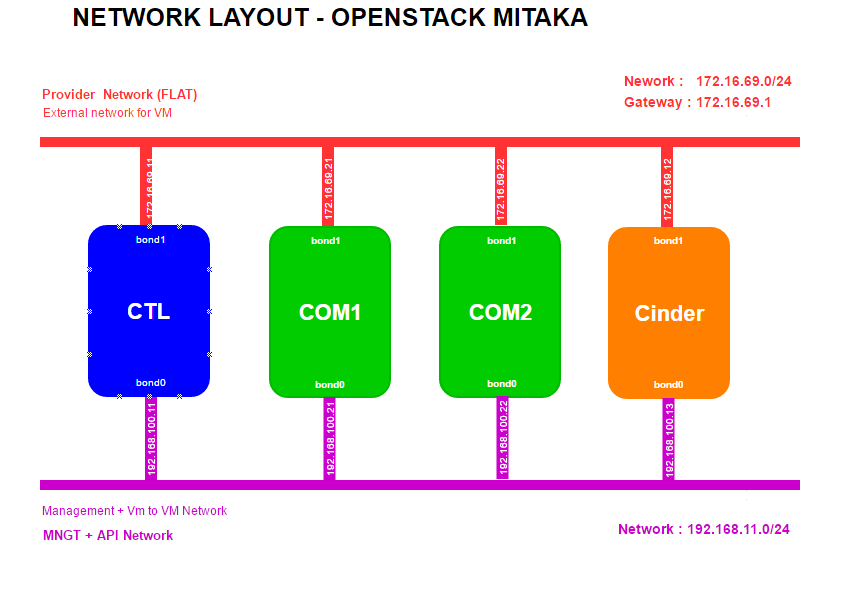 NETWORK LAYOUT - OPENSTACK MITAKA
Provider Network (FLAT)
External network for VM
Nework : 172.16.69.0/24
Gateway : 172.16.69.1
172.16.69.11
172.16.69.21
172.16.69.22
172.16.69.12
bond1
bond1
bond1
bond1
CTL
COM1
COM2
Cinder
bond0
bond0
bond0
bond0
192.168.100.11
192.168.100.21
192.168.100.22
192.168.100.13
Management + Vm to VM Network
MNGT + API Network
Network : 192.168.11.0/24